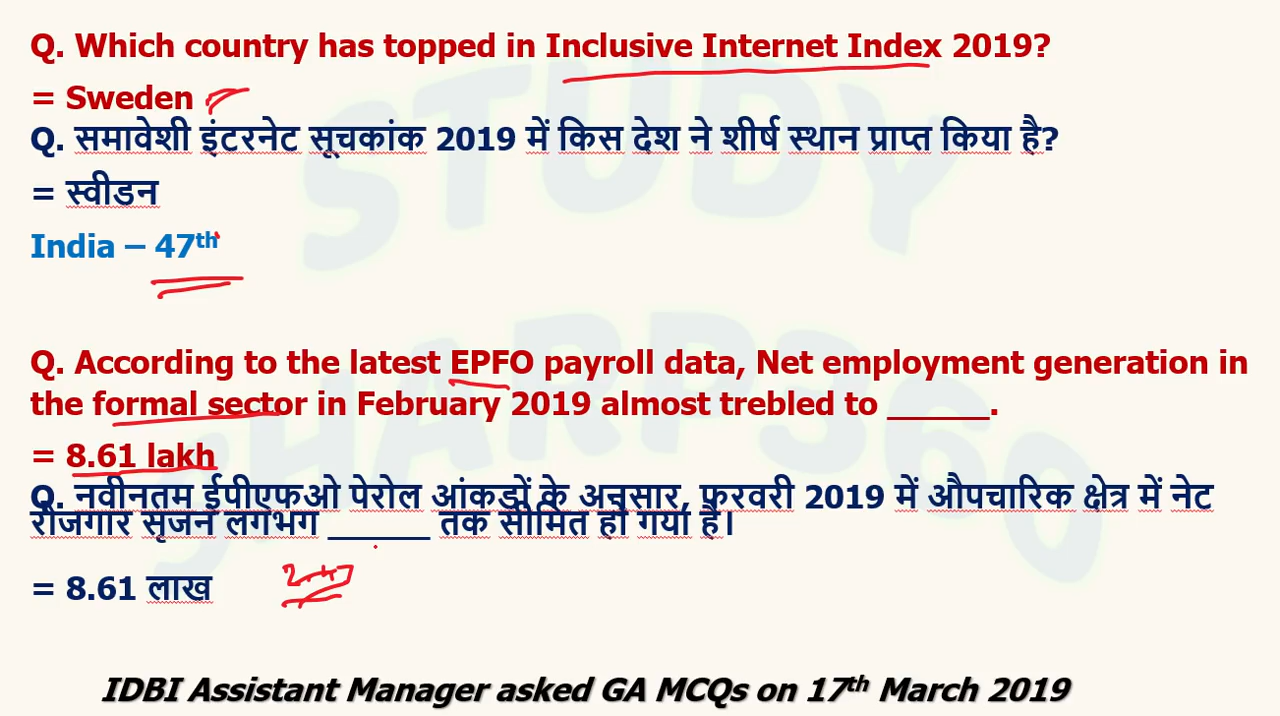 Q. Which country has topped in Inclusive Internet Index 2019?
= Sweden
Q. समावेशी इंटरनेट सूचकांक 2019 में किस देश ने शीर्ष स्थान प्राप्त किया है?
= स्वीडन
India – 47th
Q. According to the latest EPFO payroll data, Net employment generation in
the formal sector in February 2019 almost trebled to ______.
= 8.61 lakh
Q. नवीनतम ईपीएफओ पेरोल आंकड़ों के अनुसार, फरवरी 2019 में औपचारिक क्षेत्र में नेट
रोजगार सृजन लगभग ______ तक सीमित हो गया है।
= 8.61 लाख
IDBI Assistant Manager asked GA MCQs on 17th March 2019
STUDY
SHARPS360